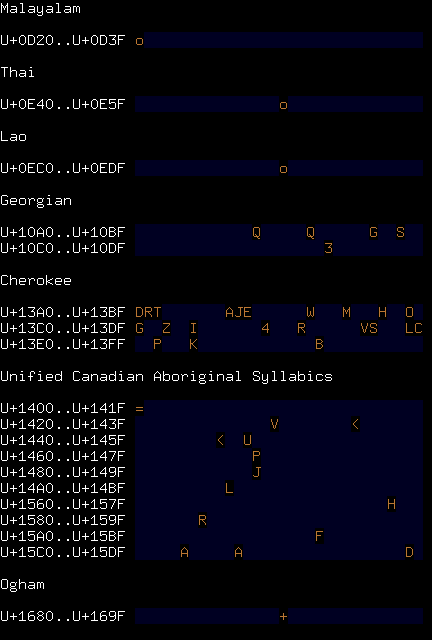 Malayalam
U+0D20..U+0D3F o
Thai
U+0E40..U+0E5F o
Lao
U+0EC0..U+0EDF o
Georgian
U+10A0..U+10BF Q Q G S
U+10C0..U+10DF 3
Cherokee
U+13A0..U+13BF DRT AJE W M H O
U+13C0..U+13DF G Z I 4 R VS LC
U+13E0..U+13FF P K B
Unified Canadian Aboriginal Syllabics
U+1400..U+141F =
U+1420..U+143F V <
U+1440..U+145F < U
U+1460..U+147F P
U+1480..U+149F J
U+14A0..U+14BF L
U+1560..U+157F H
U+1580..U+159F R
U+15A0..U+15BF F
U+15C0..U+15DF A A D
Ogham
U+1680..U+169F +